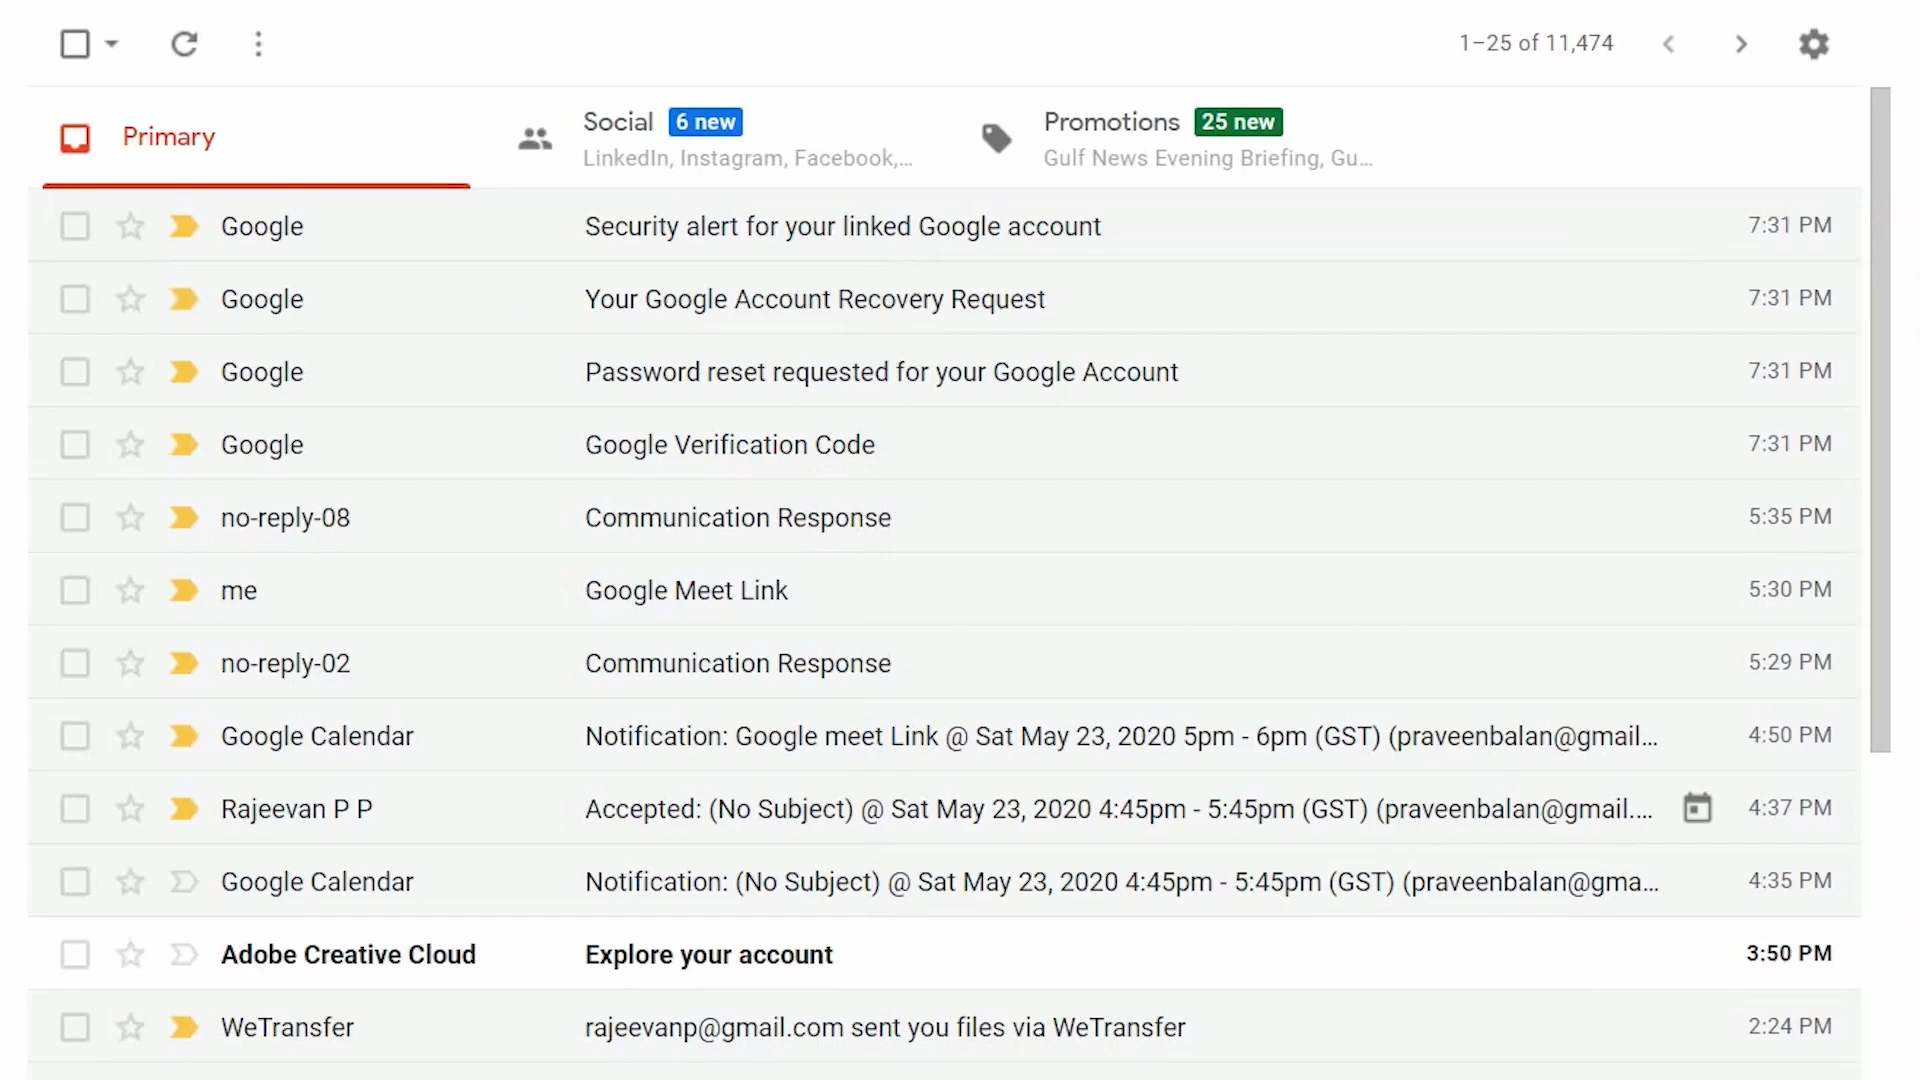 1–25 of 11,474
Primary
Social 6 new
LinkedIn, Instagram, Facebook,...
Promotions 25 new
Gulf News Evening Briefing, Gu...
Google Security alert for your linked Google account 7:31 PM
Google Your Google Account Recovery Request 7:31 PM
Google Password reset requested for your Google Account 7:31 PM
Google Google Verification Code 7:31 PM
no-reply-08 Communication Response 5:35 PM
me Google Meet Link 5:30 PM
no-reply-02 Communication Response 5:29 PM
Google Calendar Notification: Google meet Link @ Sat May 23, 2020 5pm - 6pm (GST) (praveenbalan@gmail... 4:50 PM
Rajeevan P P Accepted: (No Subject) @ Sat May 23, 2020 4:45pm - 5:45pm (GST) (praveenbalan@gmail.... 4:37 PM
Google Calendar Notification: (No Subject) @ Sat May 23, 2020 4:45pm - 5:45pm (GST) (praveenbalan@gma... 4:35 PM
Adobe Creative Cloud Explore your account 3:50 PM
WeTransfer rajeevanp@gmail.com sent you files via WeTransfer 2:24 PM